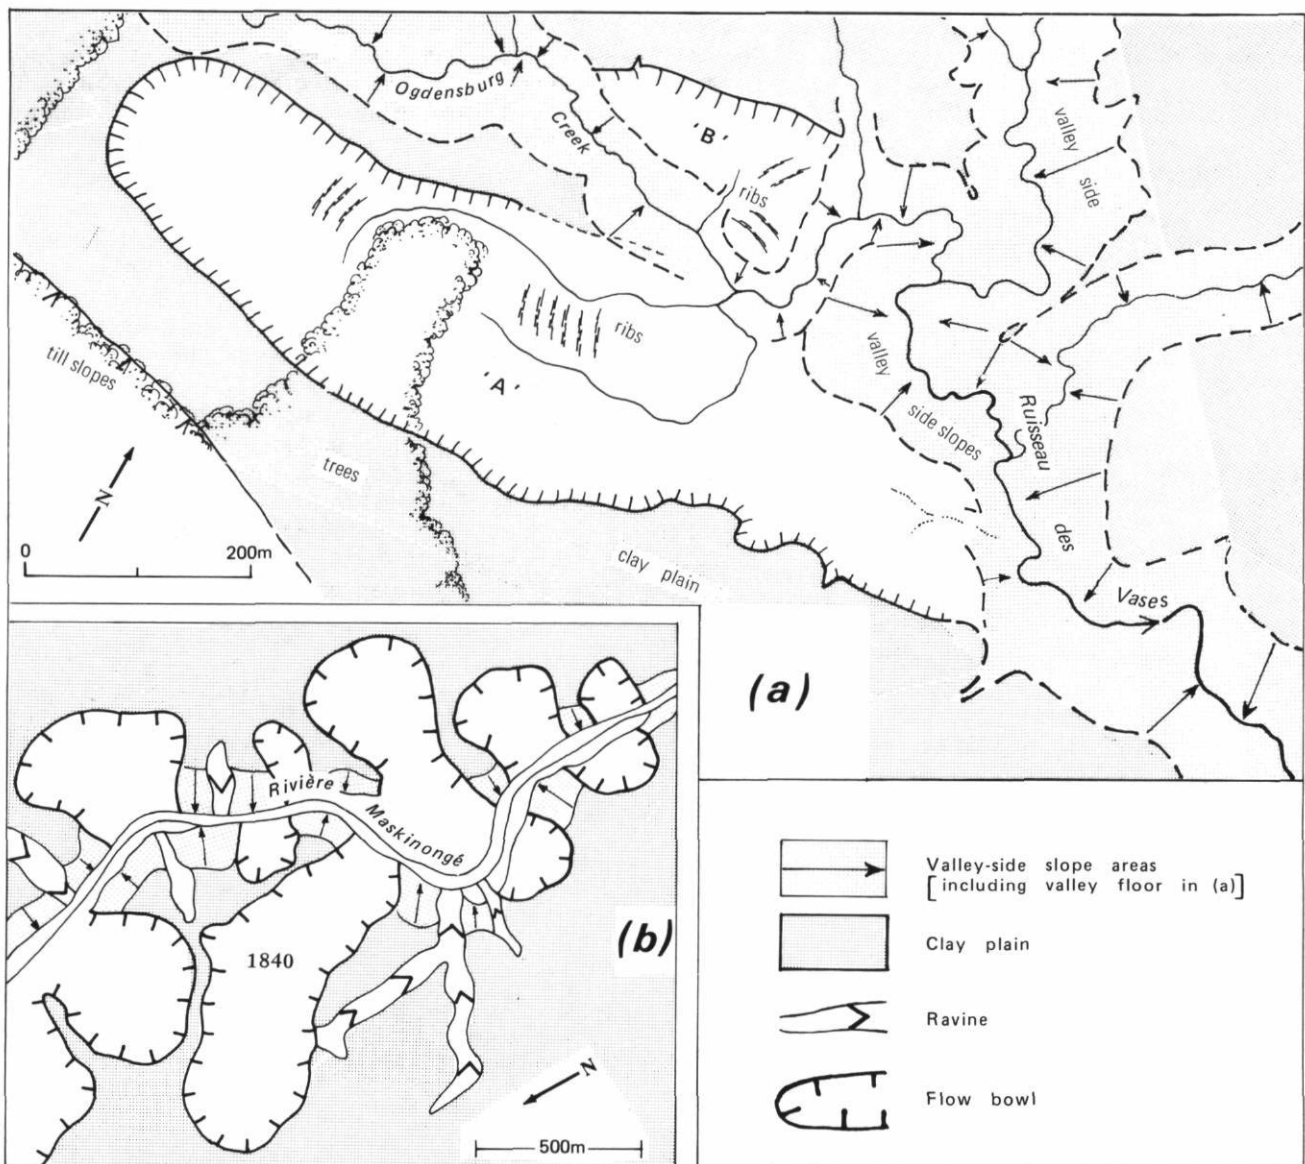 Ogdensburg
Creek
'B'
ribs
valley
side
till slopes
trees
'A'
ribs
valley
side slopes
Ruisseau
des
Vases
clay plain
N
0
200m
(a)
Rivière
Maskinongé
1840
(b)
N
500m
Valley-side slope areas
[including valley floor in (a)]
Clay plain
Ravine
Flow bowl